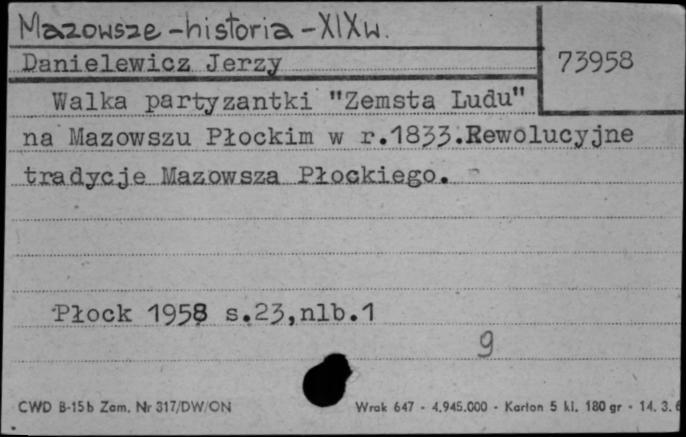 Mazowsze-historia-XIXw.
Danielewicz Jerzy
73958
Walka partyzantki "Zemsta Ludu"
na Mazowszu Płockim w r.1833.Rewolucyjne
tradycje Mazowsza Płockiego.
Płock 1958 s.23,nlb.1
9
CWD B-15b Zam. Nr 317/DW/ON
Wrak 647 - 4.945.000 - Karton 5 kl. 180 gr - 14. 3.